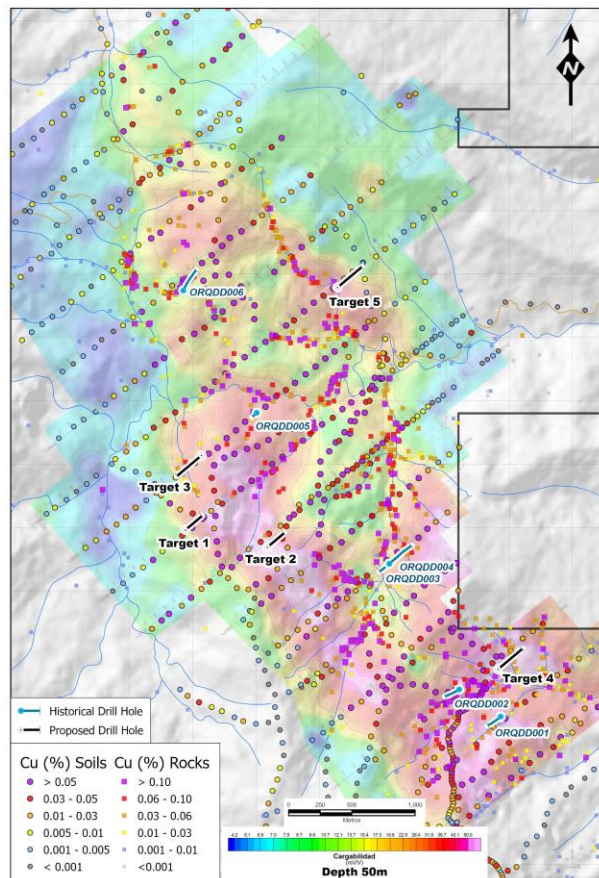 N
ORQDD006
Target 5
ORQDD005
Target 3
Target 1
Target 2
ORQDD004
ORQDD003
Target 4
ORQDD002
ORQDD001
Historical Drill Hole
Proposed Drill Hole
Cu (%) Soils Cu (%) Rocks
> 0.05 > 0.10
0.03 - 0.05 0.06 - 0.10
0.01 - 0.03 0.03 - 0.06
0.005 - 0.01 0.01 - 0.03
0.001 - 0.005 0.001 - 0.01
< 0.001 <0.001
0 250 500 1,000
Metros
Cargabilidad
(mV/V)
Depth 50m